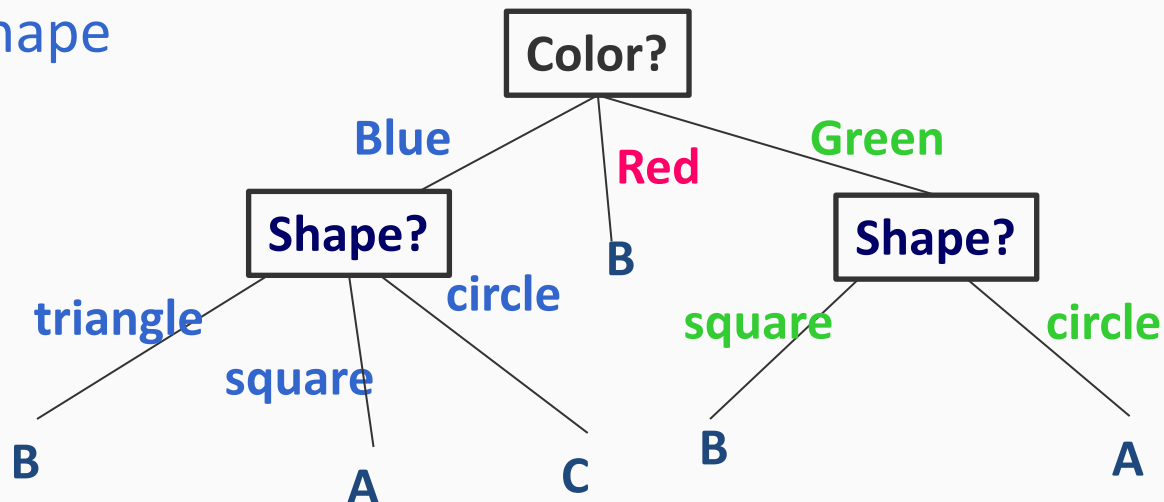 hape
Color?
Blue
Red
Green
Shape?
B
Shape?
triangle
square
circle
square
circle
B
A
C
B
A